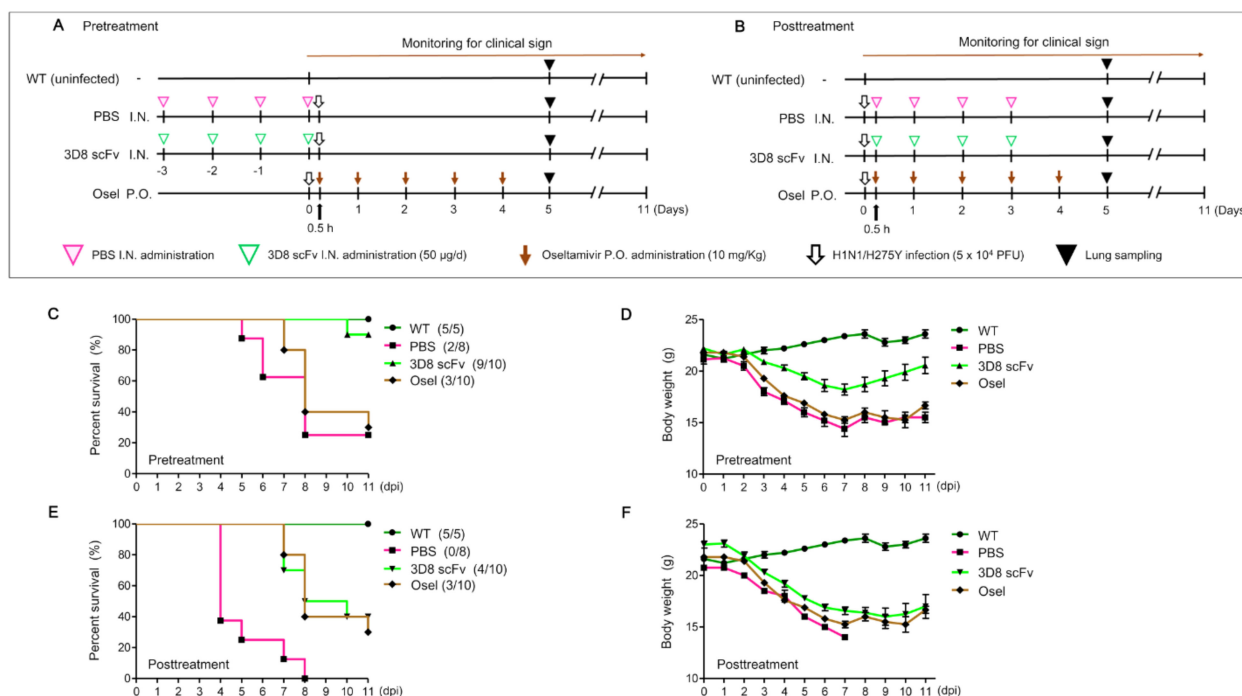 A Pretreatment
Monitoring for clinical sign
WT (uninfected) -
PBS I.N.
3D8 scFv I.N.
-3 -2 -1
Osel P.O.
0 1 2 3 4 5 11 (Days)
0.5 h
B Posttreatment
Monitoring for clinical sign
WT (uninfected) -
PBS I.N.
3D8 scFv I.N.
Osel P.O.
0 1 2 3 4 5 11 (Days)
0.5 h
PBS I.N. administration
3D8 scFv I.N. administration (50 µg/d)
Oseltamivir P.O. administration (10 mg/Kg)
H1N1/H275Y infection (5 x 10⁴ PFU)
Lung sampling
C
Percent survival (%)
100
80
60
40
20
0
WT (5/5)
PBS (2/8)
3D8 scFv (9/10)
Osel (3/10)
Pretreatment
0 1 2 3 4 5 6 7 8 9 10 11 (dpi)
D
Body weight (g)
25
20
15
10
WT
PBS
3D8 scFv
Osel
Pretreatment
0 1 2 3 4 5 6 7 8 9 10 11 (dpi)
E
Percent survival (%)
100
80
60
40
20
0
WT (5/5)
PBS (0/8)
3D8 scFv (4/10)
Osel (3/10)
Posttreatment
0 1 2 3 4 5 6 7 8 9 10 11 (dpi)
F
Body weight (g)
25
20
15
10
WT
PBS
3D8 scFv
Osel
Posttreatment
0 1 2 3 4 5 6 7 8 9 10 11 (dpi)